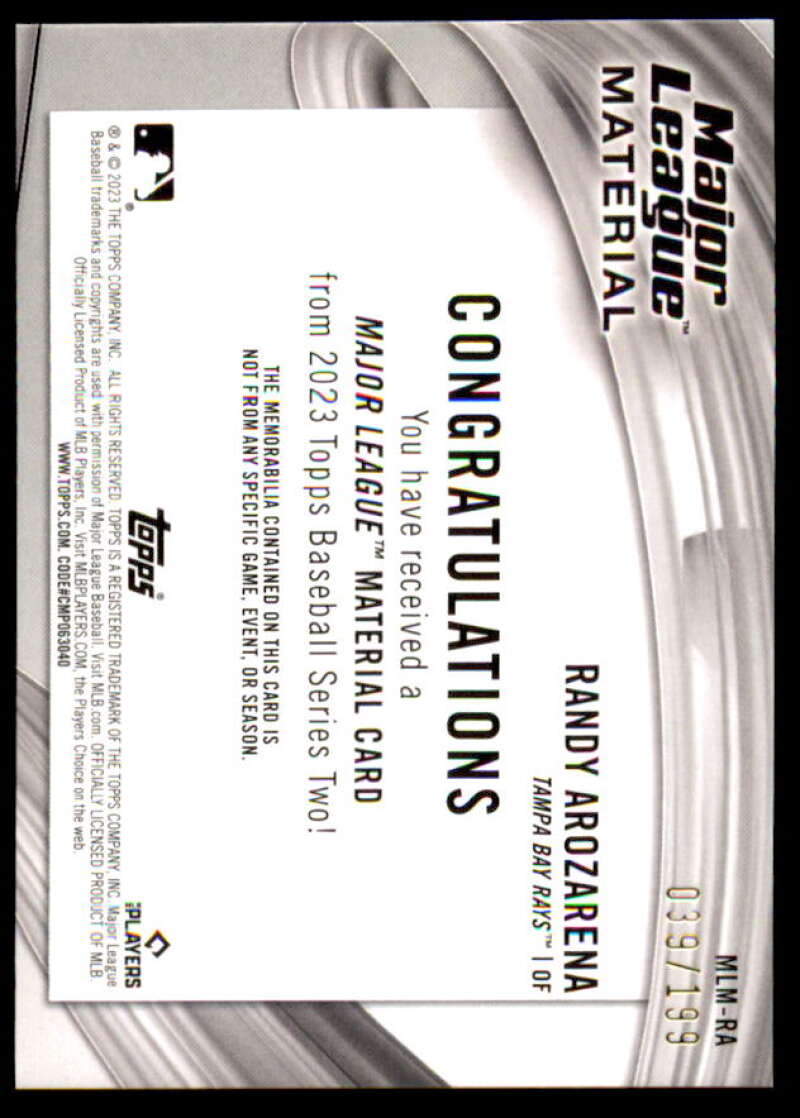 Major
League™
MATERIAL
MLM-RA
039/199
RANDY AROZARENA
TAMPA BAY RAYS™ | OF
CONGRATULATIONS
You have received a
MAJOR LEAGUE™ MATERIAL CARD
from 2023 Topps Baseball Series Two!
THE MEMORABILIA CONTAINED ON THIS CARD IS
NOT FROM ANY SPECIFIC GAME, EVENT, OR SEASON.
topps®
MLB PLAYERS
® & © 2023 THE TOPPS COMPANY, INC. ALL RIGHTS RESERVED. TOPPS IS A REGISTERED TRADEMARK OF THE TOPPS COMPANY, INC. Major League
Baseball trademarks and copyrights are used with permission of Major League Baseball. Visit MLB.com. OFFICIALLY LICENSED PRODUCT OF MLB.
Officially Licensed Product of MLB Players, Inc. Visit MLBPLAYERS.COM, the Players Choice on the web.
WWW.TOPPS.COM. CODE#CMP063040